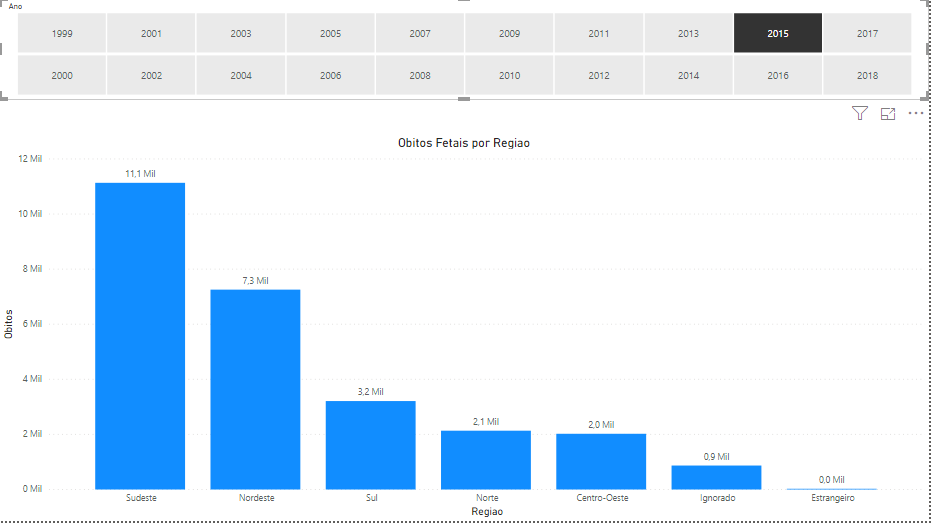 Ano
1999 2001 2003 2005 2007 2009 2011 2013 2015 2017
2000 2002 2004 2006 2008 2010 2012 2014 2016 2018
Obitos Fetais por Regiao
12 Mil
11,1 Mil
10 Mil
8 Mil
7,3 Mil
6 Mil
4 Mil
3,2 Mil
2 Mil
2,1 Mil
2,0 Mil
0,9 Mil
0,0 Mil
0 Mil
Obitos
Sudeste Nordeste Sul Norte Centro-Oeste Ignorado Estrangeiro
Regiao